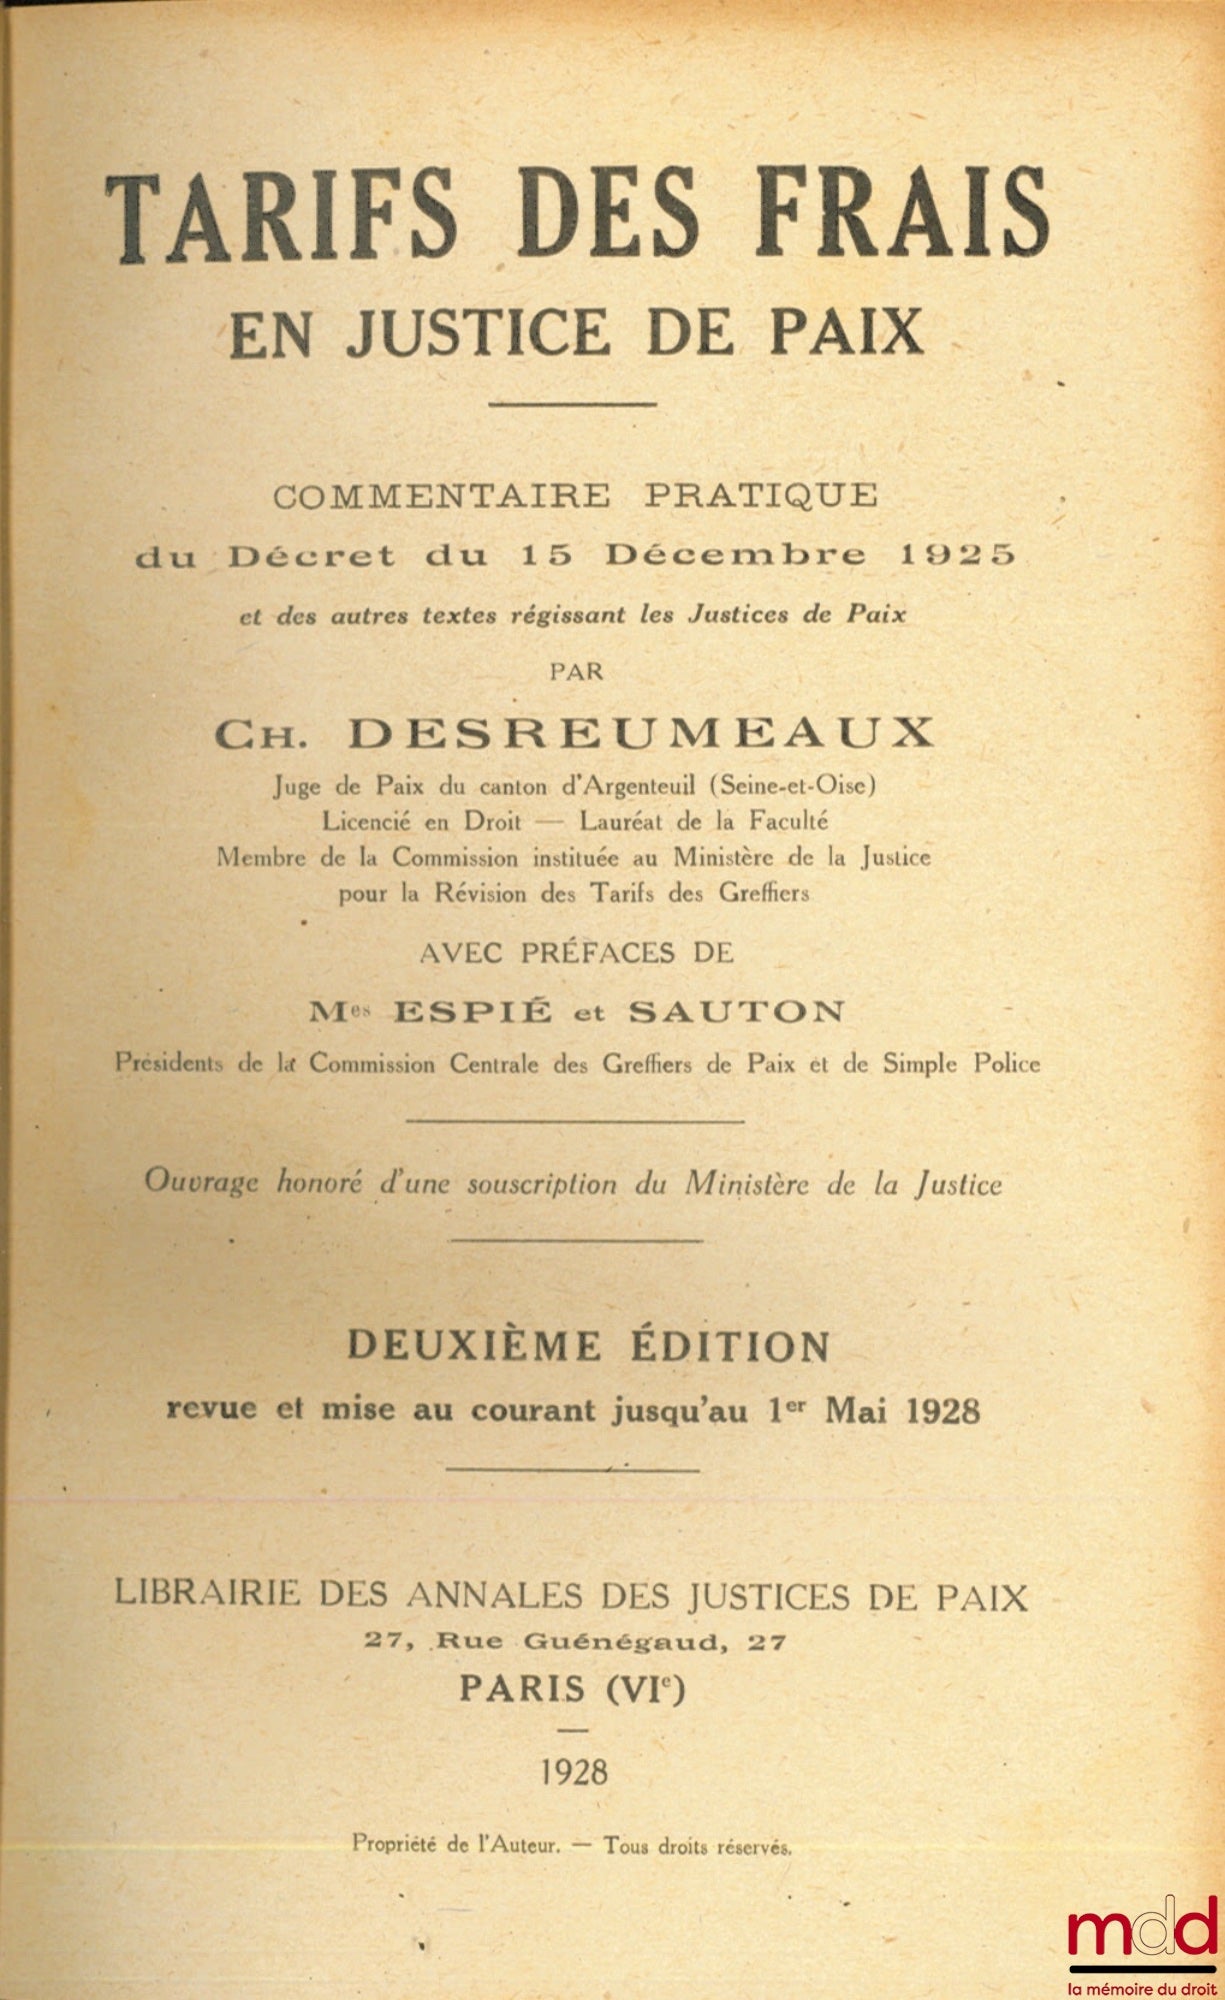 TARIFS DES FRAIS
EN JUSTICE DE PAIX
COMMENTAIRE PRATIQUE
du Décret du 15 Décembre 1925
et des autres textes régissant les Justices de Paix
PAR
CH. DESREUMEAUX
Juge de Paix du canton d'Argenteuil (Seine-et-Oise)
Licencié en Droit — Lauréat de la Faculté
Membre de la Commission instituée au Ministère de la Justice
pour la Révision des Tarifs des Greffiers
AVEC PRÉFACES DE
Mes ESPIÉ et SAUTON
Présidents de la Commission Centrale des Greffiers de Paix et de Simple Police
Ouvrage honoré d'une souscription du Ministère de la Justice
DEUXIÈME ÉDITION
revue et mise au courant jusqu'au 1er Mai 1928
LIBRAIRIE DES ANNALES DES JUSTICES DE PAIX
27, Rue Guénégaud, 27
PARIS (VIe)
1928
Propriété de l'Auteur. — Tous droits réservés.
mdd
la mémoire du droit